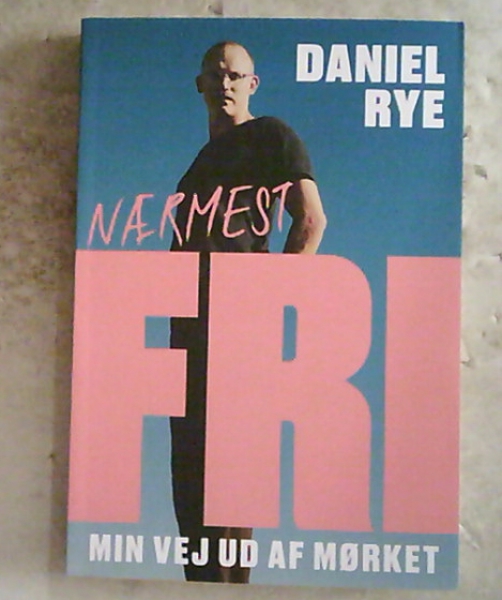 DANIEL
RYE
NÆRMEST
FRI
MIN VEJ UD AF MØRKET